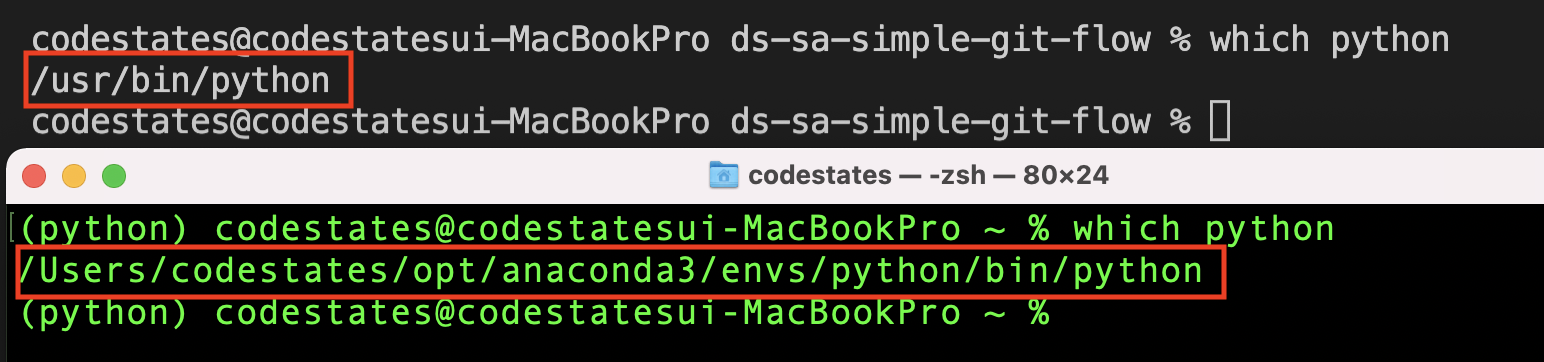 codestates@codestatesui-MacBookPro ds-sa-simple-git-flow % which python
/usr/bin/python
codestates@codestatesui-MacBookPro ds-sa-simple-git-flow %
codestates — -zsh — 80×24
(python) codestates@codestatesui-MacBookPro ~ % which python
/Users/codestates/opt/anaconda3/envs/python/bin/python
(python) codestates@codestatesui-MacBookPro ~ %